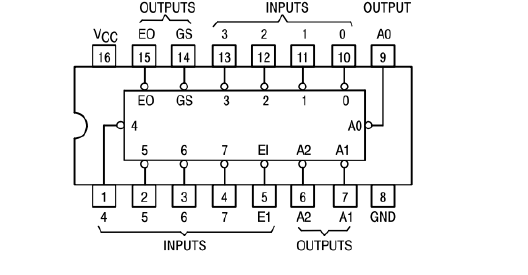 OUTPUTS INPUTS OUTPUT
VCC EO GS 3 2 1 0 A0
16 15 14 13 12 11 10 9
EO GS 3 2 1 0
4 A0
5 6 7 EI A2 A1
1 2 3 4 5 6 7 8
4 5 6 7 E1 A2 A1 GND
INPUTS OUTPUTS